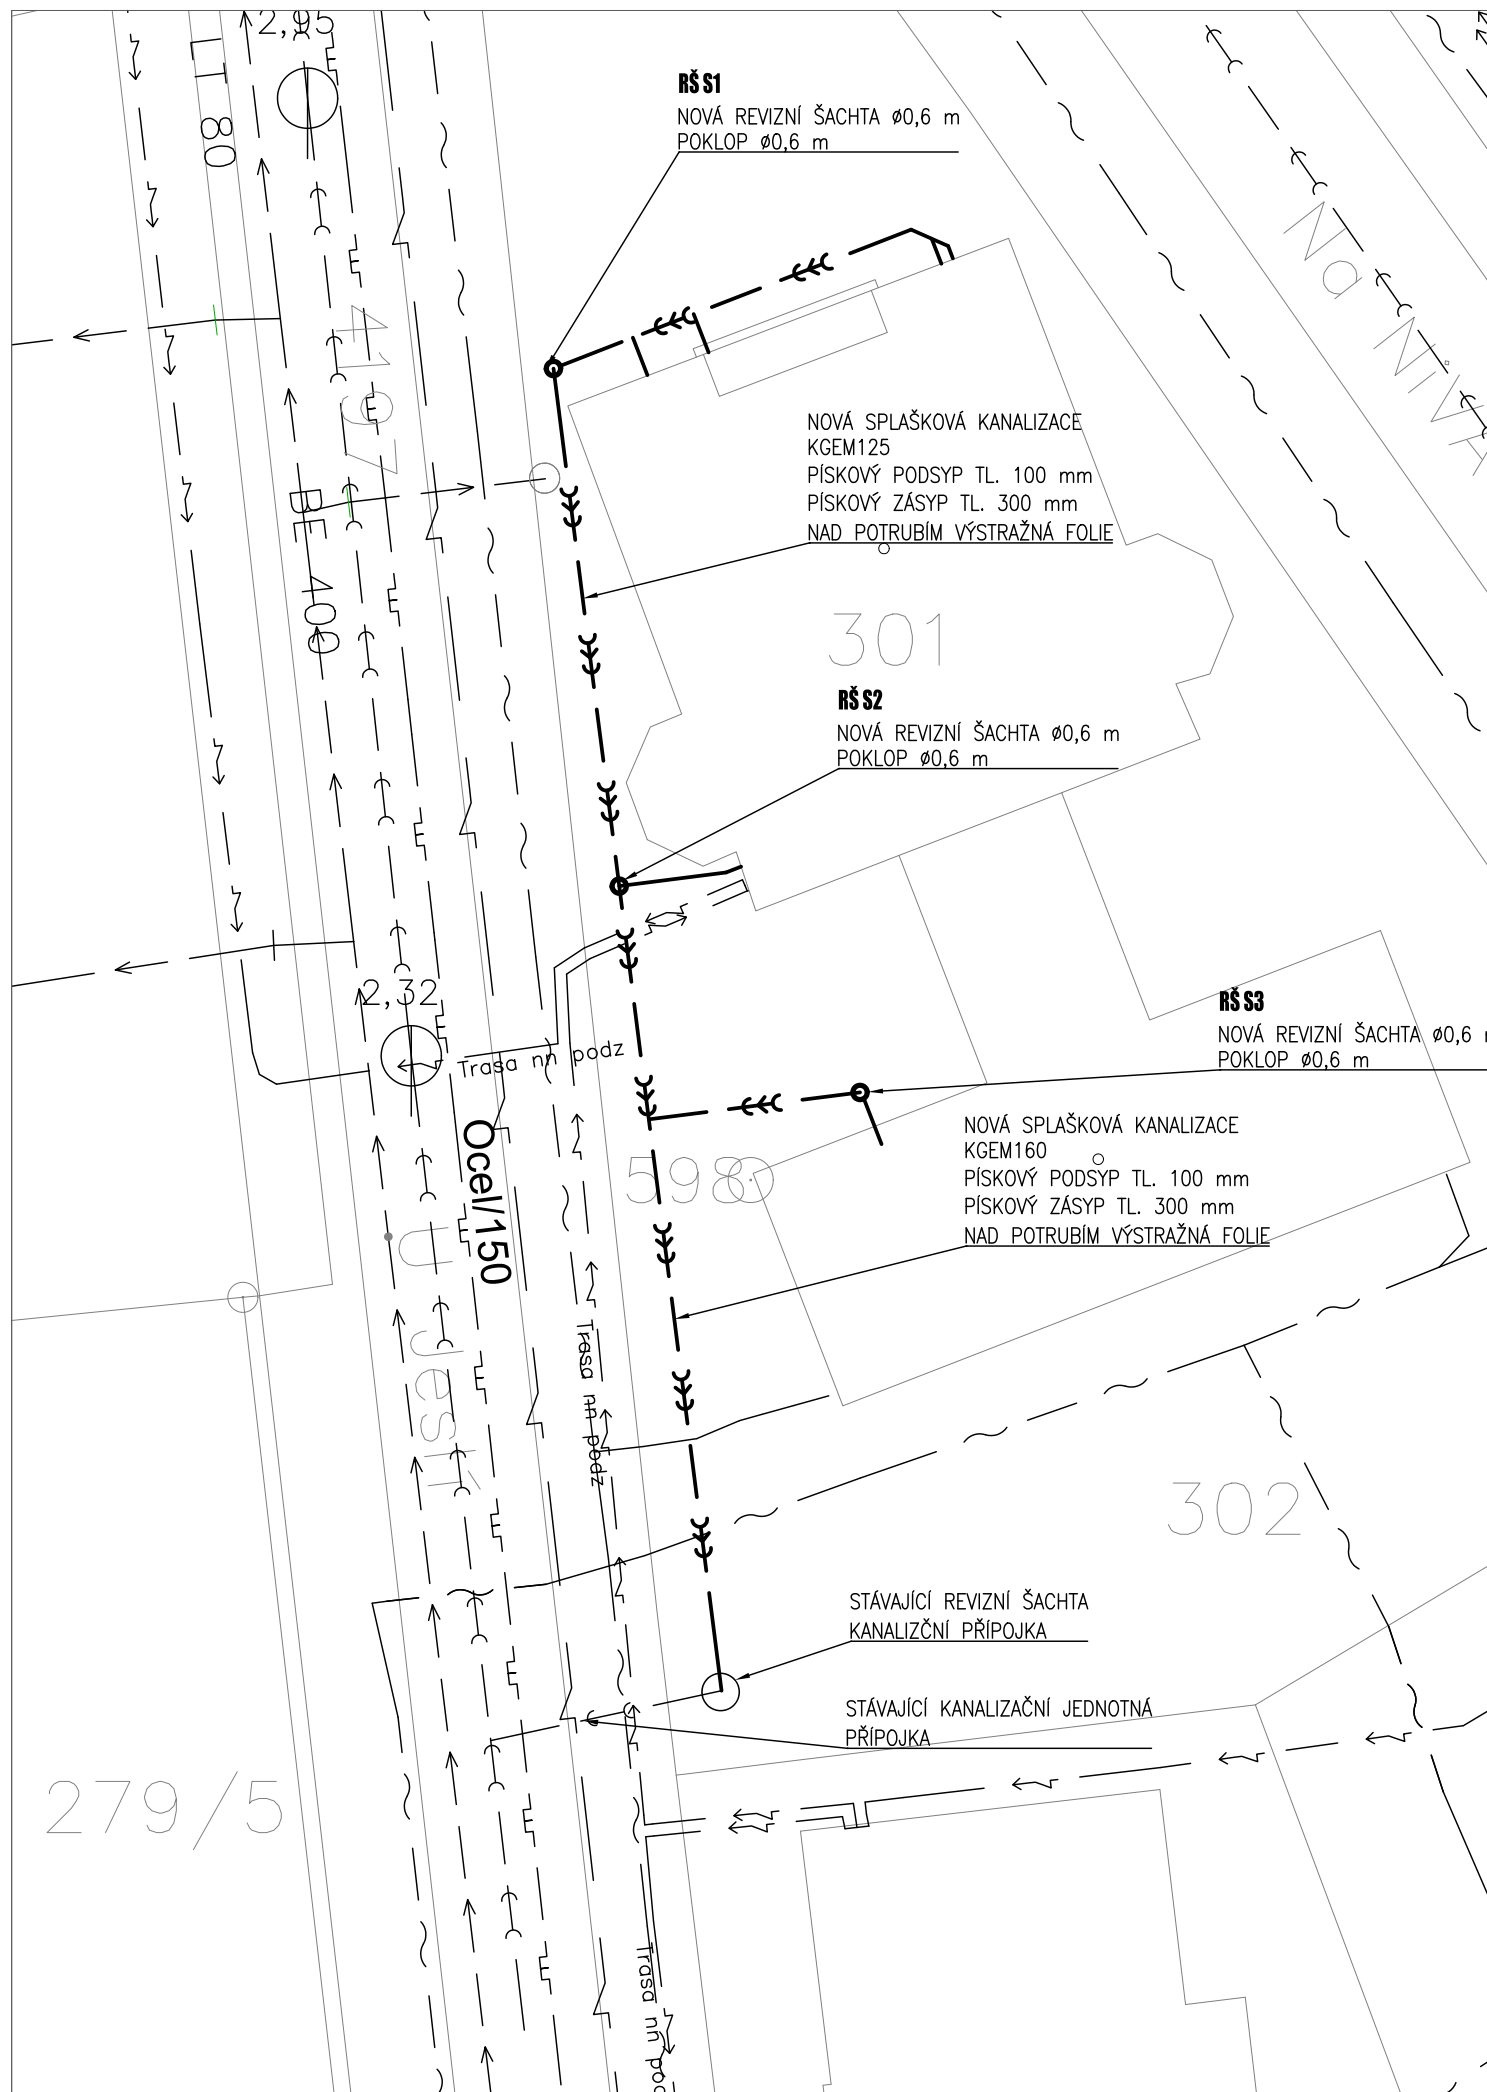 2,95
LT 80
RŠ S1
NOVÁ REVIZNÍ ŠACHTA ø0,6 m
POKLOP ø0,6 m
Na NiVÁ
4197
NOVÁ SPLAŠKOVÁ KANALIZACE
KGEM125
PÍSKOVÝ PODSYP TL. 100 mm
PÍSKOVÝ ZÁSYP TL. 300 mm
NAD POTRUBÍM VÝSTRAŽNÁ FOLIE
BE 400
301
RŠ S2
NOVÁ REVIZNÍ ŠACHTA ø0,6 m
POKLOP ø0,6 m
2,32
RŠ S3
NOVÁ REVIZNÍ ŠACHTA ø0,6
POKLOP ø0,6 m
Trasa nn podz
Ocel/150
598
NOVÁ SPLAŠKOVÁ KANALIZACE
KGEM160
PÍSKOVÝ PODSYP TL. 100 mm
PÍSKOVÝ ZÁSYP TL. 300 mm
NAD POTRUBÍM VÝSTRAŽNÁ FOLIE
U Jeslí
Trasa nn podz
302
STÁVAJÍCÍ REVIZNÍ ŠACHTA
KANALIZČNÍ PŘÍPOJKA
STÁVAJÍCÍ KANALIZAČNÍ JEDNOTNÁ
PŘÍPOJKA
279/5
Trasa nn pod